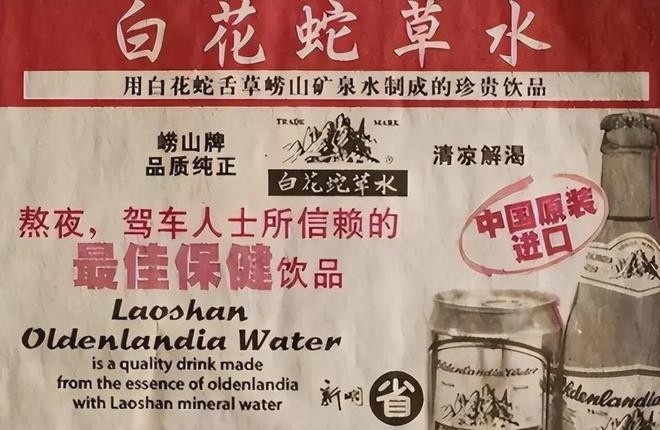 白花蛇草水
用白花蛇舌草崂山矿泉水制成的珍贵饮品
崂山牌
品质纯正
TRADE MARK
®
白花蛇草水
清凉解渴
熬夜，驾车人士所信赖的
最佳保健饮品
中国原装
进口
Laoshan
Oldenlandia Water
is a quality drink made
from the essence of oldenlandia
with Laoshan mineral water
省
Oldenlandia Water
Oldenlandia